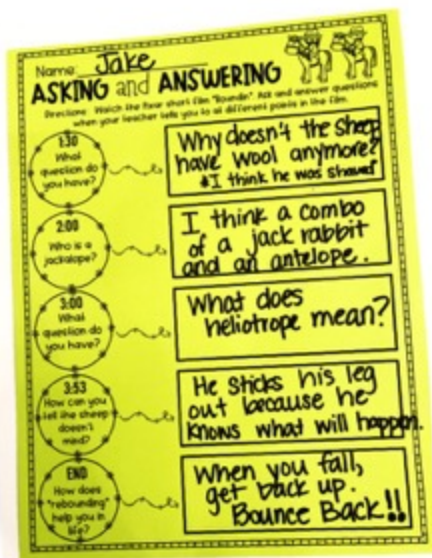 Name: Jake
ASKING and ANSWERING
Directions: Watch the Pixar short film "Boundin". Ask and answer questions
when your teacher tells you to at different points in the film.
1:30
What
question do
you have?
Why doesn't the sheep
have wool anymore?
*I think he was shaved
2:00
Who is a
jackalope?
I think a combo
of a jack rabbit
and an antelope.
3:00
What
question do
you have?
What does
heliotrope mean?
3:53
How can you
tell the sheep
doesn't
mind?
He sticks his leg
out because he
knows what will happen.
END
How does
"rebounding"
help you in
life?
When you fall,
get back up.
Bounce Back!!